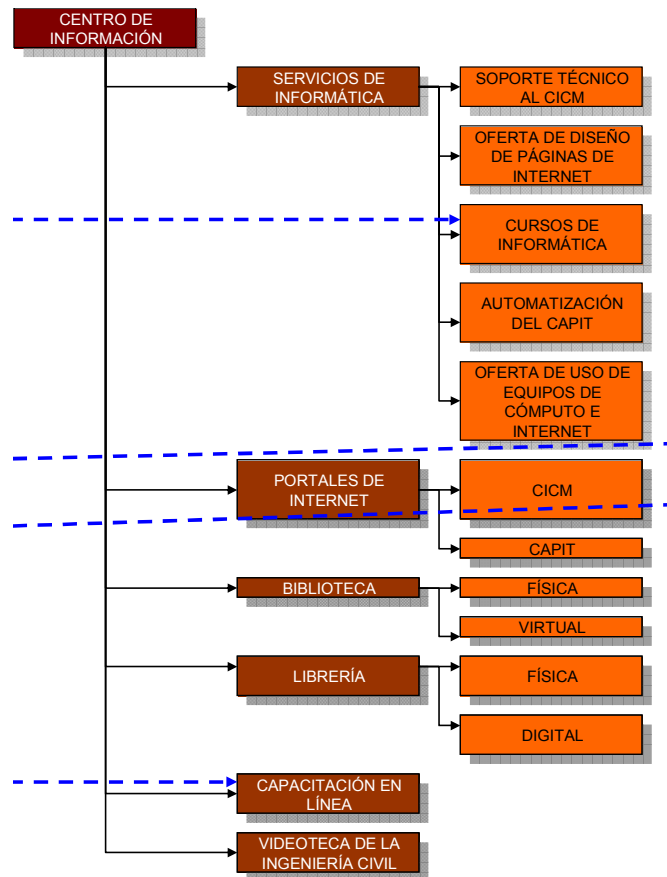 CENTRO DE
INFORMACIÓN
SERVICIOS DE
INFORMÁTICA
SOPORTE TÉCNICO
AL CICM
OFERTA DE DISEÑO
DE PÁGINAS DE
INTERNET
CURSOS DE
INFORMÁTICA
AUTOMATIZACIÓN
DEL CAPIT
OFERTA DE USO DE
EQUIPOS DE
CÓMPUTO E
INTERNET
PORTALES DE
INTERNET
CICM
CAPIT
BIBLIOTECA
FÍSICA
VIRTUAL
LIBRERÍA
FÍSICA
DIGITAL
CAPACITACIÓN EN
LÍNEA
VIDEOTECA DE LA
INGENIERÍA CIVIL